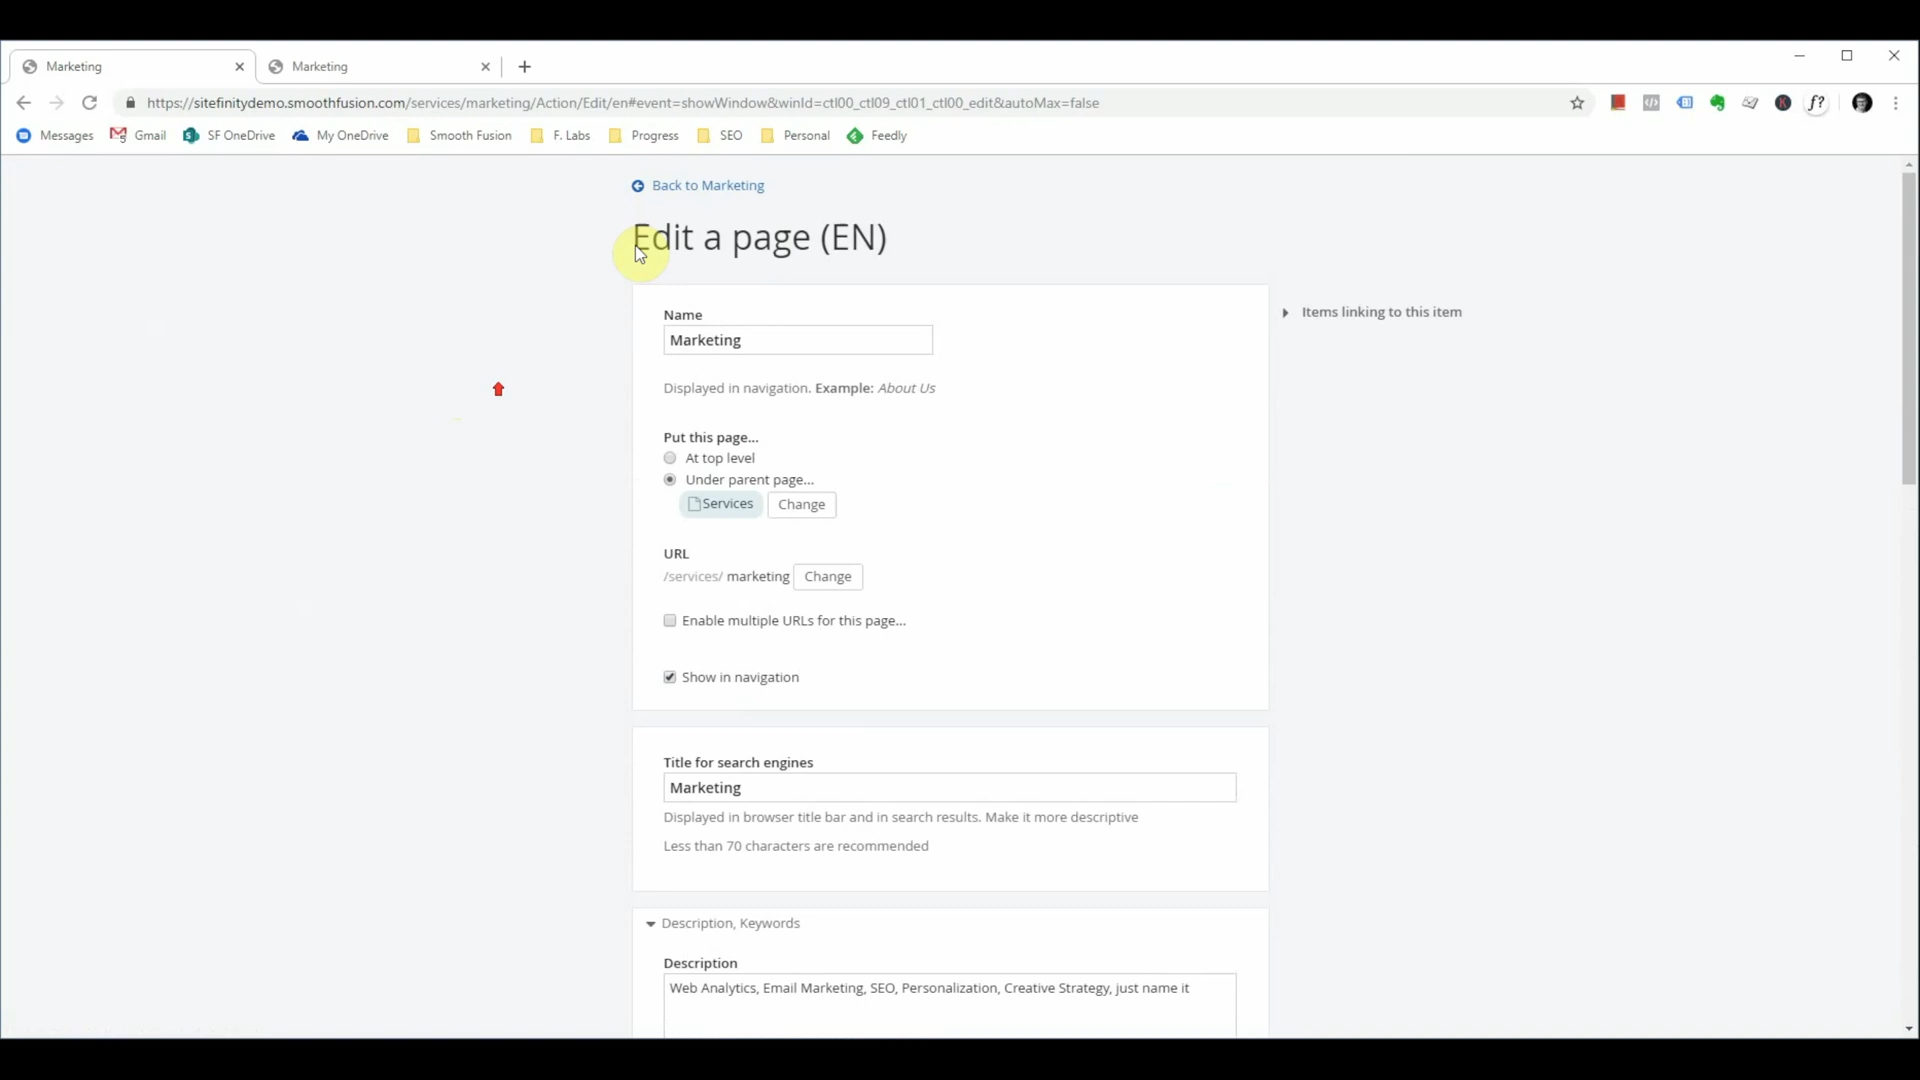 Marketing
Marketing
https://sitefinitydemo.smoothfusion.com/services/marketing/Action/Edit/en#event=showWindow&winId=ctl00_ctl09_ctl01_ctl00_edit&autoMax=false
f?
Messages Gmail SF OneDrive My OneDrive Smooth Fusion F. Labs Progress SEO Personal Feedly
Back to Marketing
Edit a page (EN)
Name
Items linking to this item
Marketing
Displayed in navigation. Example: About Us
Put this page...
At top level
Under parent page...
Services Change
URL
/services/ marketing Change
Enable multiple URLs for this page...
Show in navigation
Title for search engines
Marketing
Displayed in browser title bar and in search results. Make it more descriptive
Less than 70 characters are recommended
Description, Keywords
Description
Web Analytics, Email Marketing, SEO, Personalization, Creative Strategy, just name it